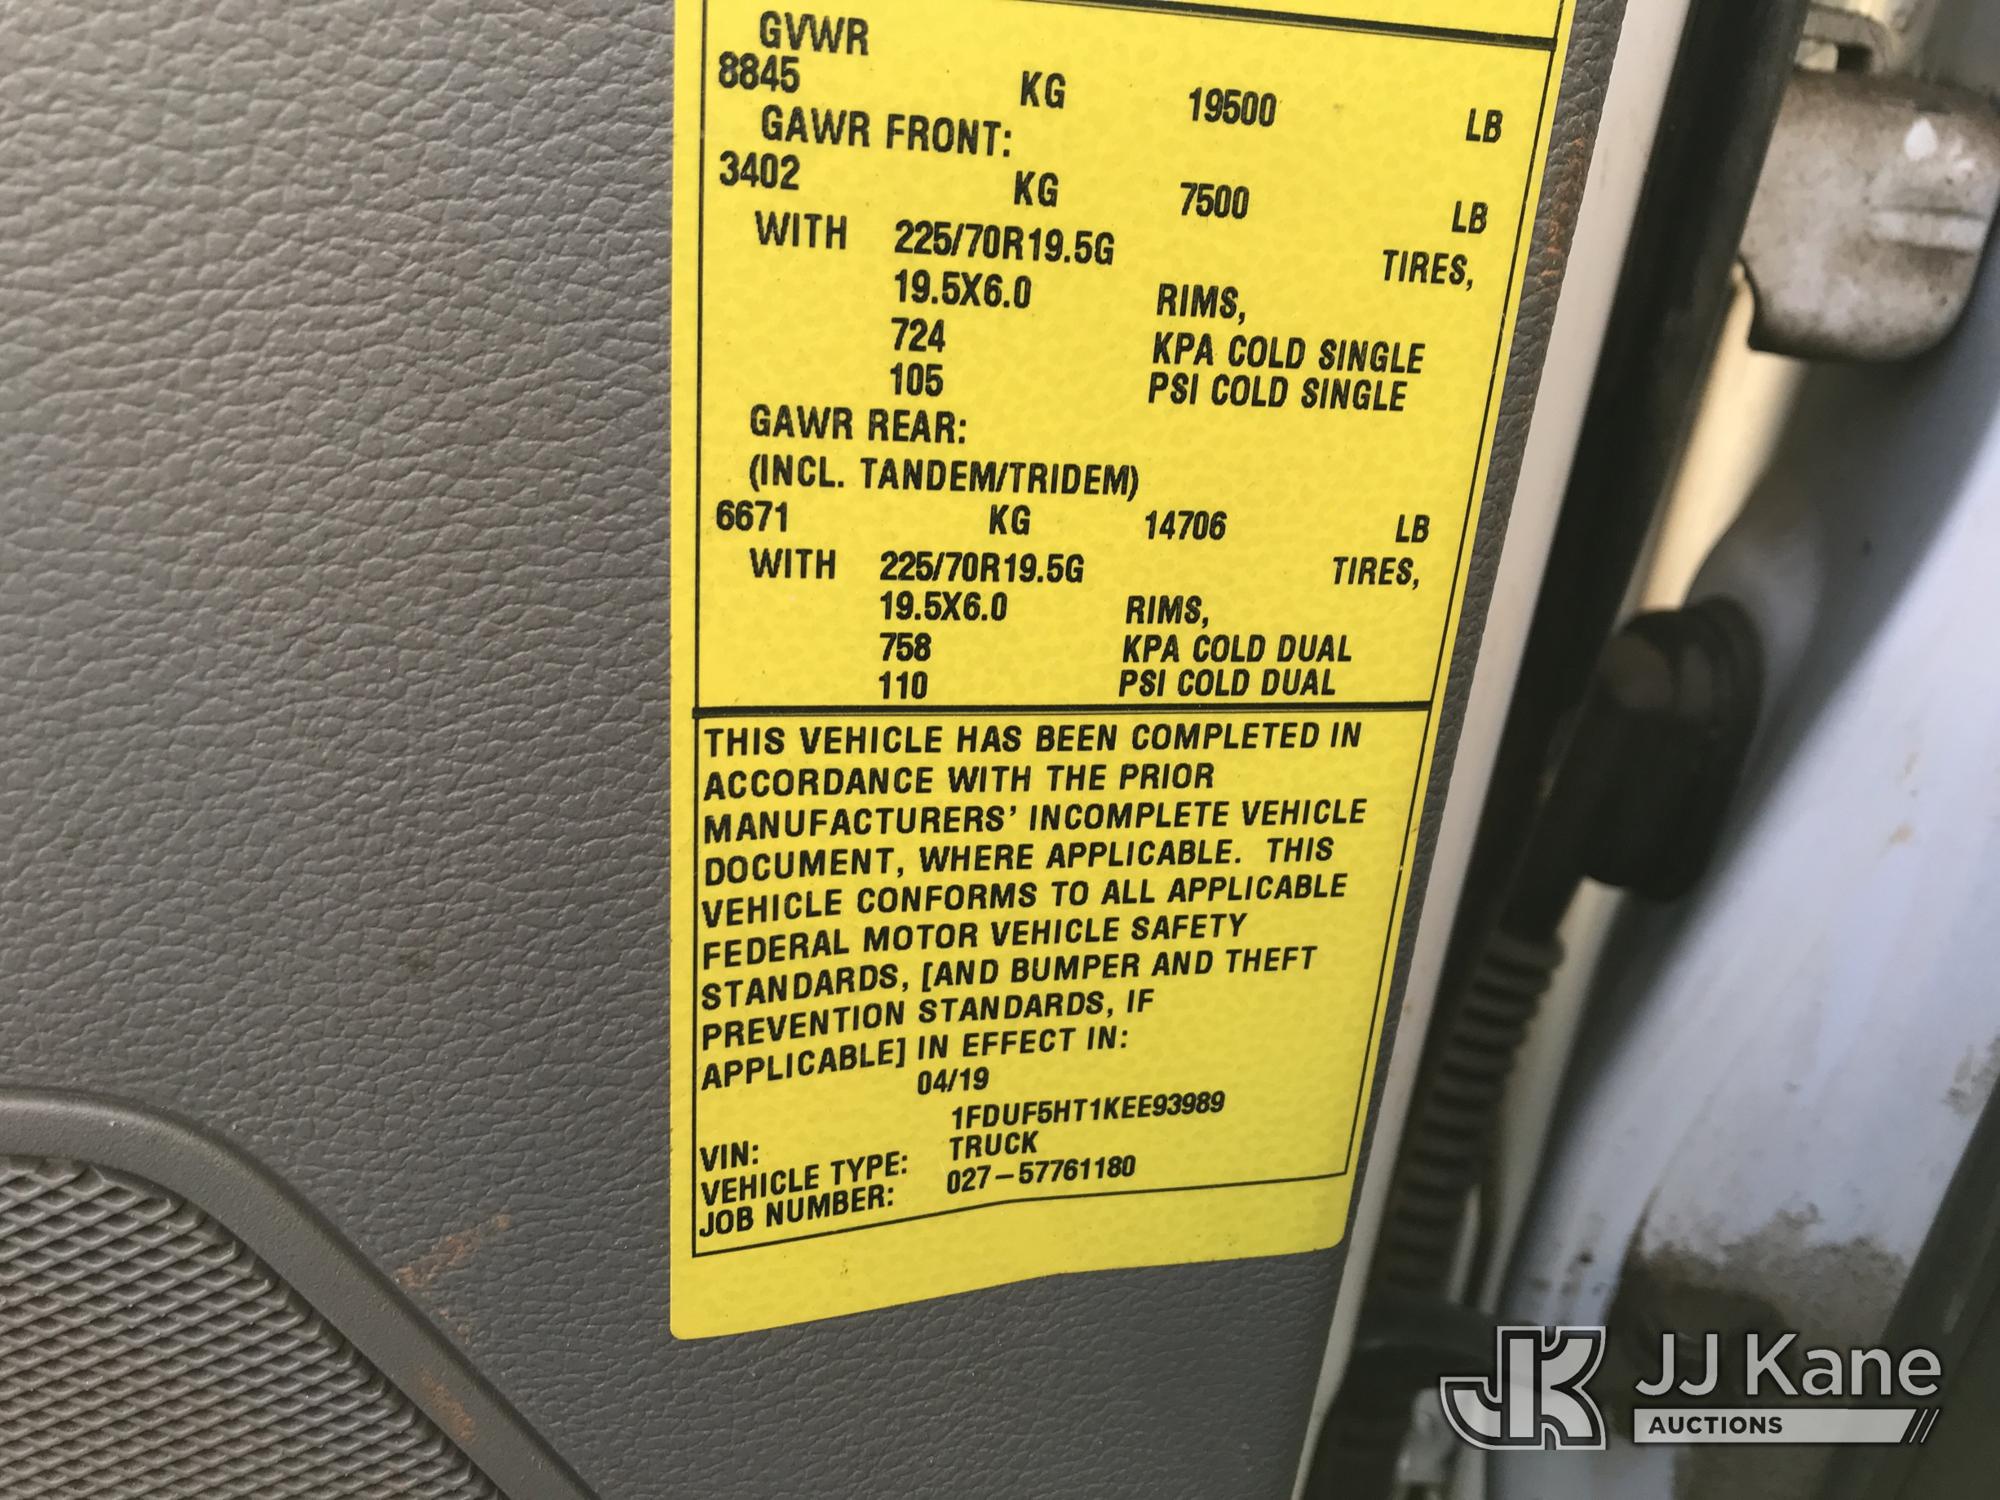 GVWR
8845 KG 19500 LB
GAWR FRONT:
3402 KG 7500 LB
WITH 225/70R19.5G TIRES,
19.5X6.0 RIMS,
724 KPA COLD SINGLE
105 PSI COLD SINGLE
GAWR REAR:
(INCL. TANDEM/TRIDEM)
6671 KG 14706 LB
WITH 225/70R19.5G TIRES,
19.5X6.0 RIMS,
758 KPA COLD DUAL
110 PSI COLD DUAL
THIS VEHICLE HAS BEEN COMPLETED IN
ACCORDANCE WITH THE PRIOR
MANUFACTURERS' INCOMPLETE VEHICLE
DOCUMENT, WHERE APPLICABLE. THIS
VEHICLE CONFORMS TO ALL APPLICABLE
FEDERAL MOTOR VEHICLE SAFETY
STANDARDS, [AND BUMPER AND THEFT
PREVENTION STANDARDS, IF
APPLICABLE] IN EFFECT IN:
04/19
VIN: 1FDUF5HT1KEE93989
VEHICLE TYPE: TRUCK
JOB NUMBER: 027-57761180
JK JJ Kane
AUCTIONS